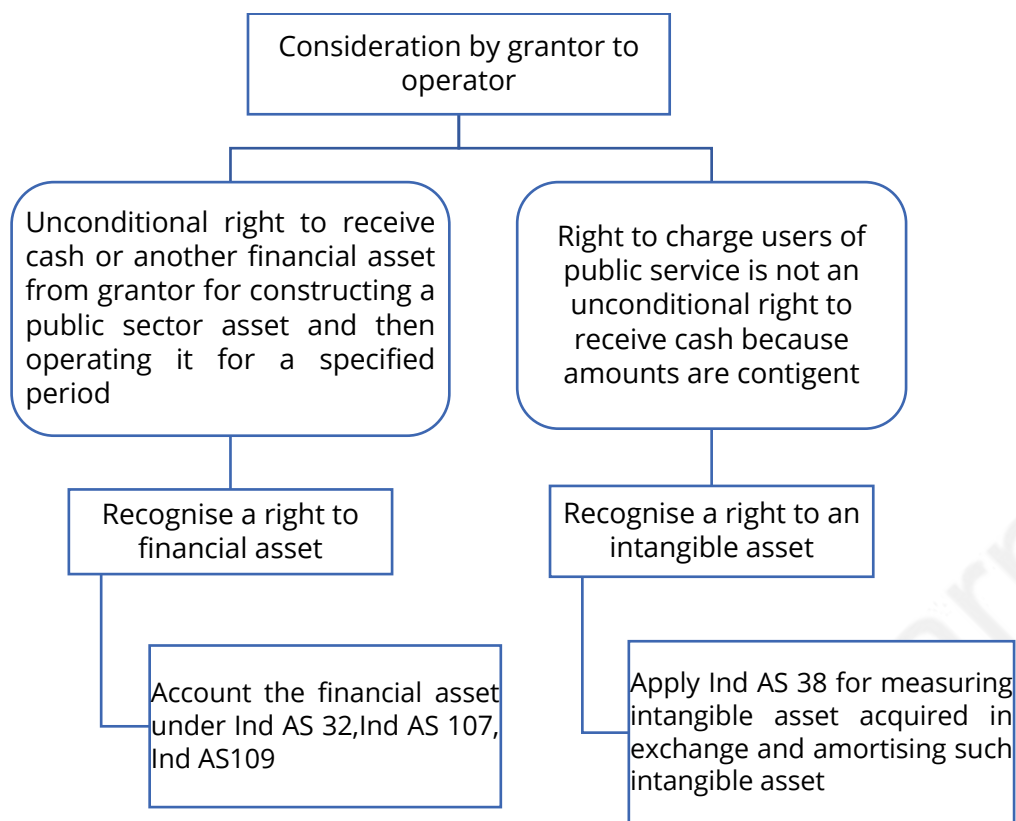 Consideration by grantor to
operator
Unconditional right to receive
cash or another financial asset
from grantor for constructing a
public sector asset and then
operating it for a specified
period
Right to charge users of
public service is not an
unconditional right to
receive cash because
amounts are contigent
Recognise a right to
financial asset
Recognise a right to an
intangible asset
Account the financial asset
under Ind AS 32,Ind AS 107,
Ind AS109
Apply Ind AS 38 for measuring
intangible asset acquired in
exchange and amortising such
intangible asset